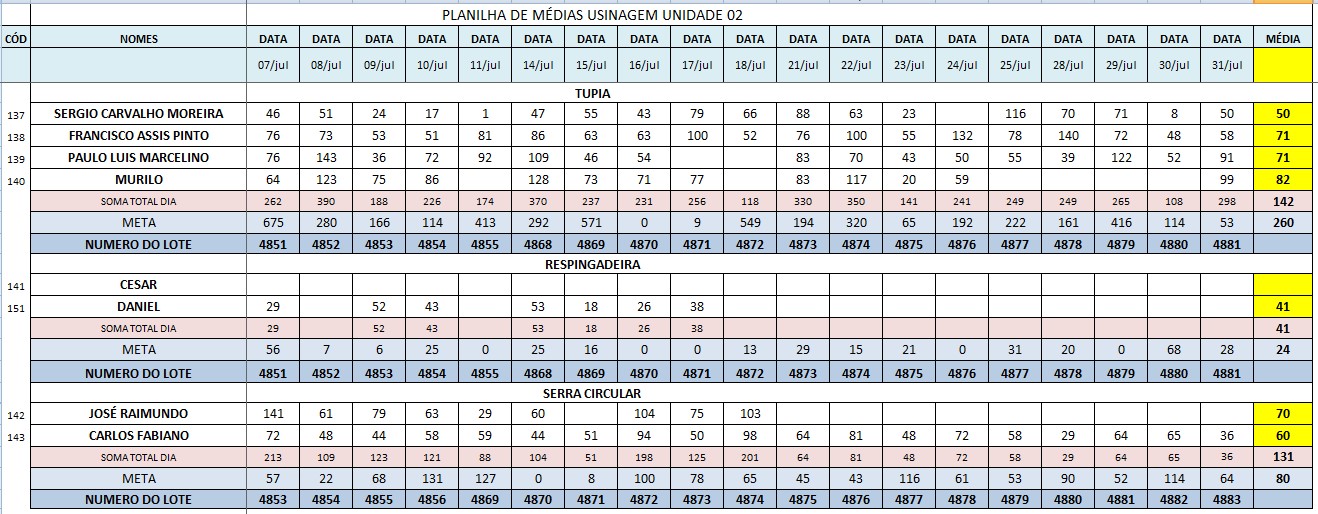 PLANILHA DE MÉDIAS USINAGEM UNIDADE 02
CÓD NOMES DATA DATA DATA DATA DATA DATA DATA DATA DATA DATA DATA DATA DATA DATA DATA DATA DATA DATA DATA MÉDIA
07/jul 08/jul 09/jul 10/jul 11/jul 14/jul 15/jul 16/jul 17/jul 18/jul 21/jul 22/jul 23/jul 24/jul 25/jul 28/jul 29/jul 30/jul 31/jul
TUPIA
137 SERGIO CARVALHO MOREIRA 46 51 24 17 1 47 55 43 79 66 88 63 23 116 70 71 8 50 50
138 FRANCISCO ASSIS PINTO 76 73 53 51 81 86 63 63 100 52 76 100 55 132 78 140 72 48 58 71
139 PAULO LUIS MARCELINO 76 143 36 72 92 109 46 54 83 70 43 50 55 39 122 52 91 71
140 MURILO 64 123 75 86 128 73 71 77 83 117 20 59 99 82
SOMA TOTAL DIA 262 390 188 226 174 370 237 231 256 118 330 350 141 241 249 249 265 108 298 142
META 675 280 166 114 413 292 571 0 9 549 194 320 65 192 222 161 416 114 53 260
NUMERO DO LOTE 4851 4852 4853 4854 4855 4868 4869 4870 4871 4872 4873 4874 4875 4876 4877 4878 4879 4880 4881
RESPINGADEIRA
141 CESAR
151 DANIEL 29 52 43 53 18 26 38 41
SOMA TOTAL DIA 29 52 43 53 18 26 38 41
META 56 7 6 25 0 25 16 0 0 13 29 15 21 0 31 20 0 68 28 24
NUMERO DO LOTE 4851 4852 4853 4854 4855 4868 4869 4870 4871 4872 4873 4874 4875 4876 4877 4878 4879 4880 4881
SERRA CIRCULAR
142 JOSÉ RAIMUNDO 141 61 79 63 29 60 104 75 103 70
143 CARLOS FABIANO 72 48 44 58 59 44 51 94 50 98 64 81 48 72 58 29 64 65 36 60
SOMA TOTAL DIA 213 109 123 121 88 104 51 198 125 201 64 81 48 72 58 29 64 65 36 131
META 57 22 68 131 127 0 8 100 78 65 45 43 116 61 53 90 52 114 64 80
NUMERO DO LOTE 4853 4854 4855 4856 4869 4870 4871 4872 4873 4874 4875 4876 4877 4878 4879 4880 4881 4882 4883